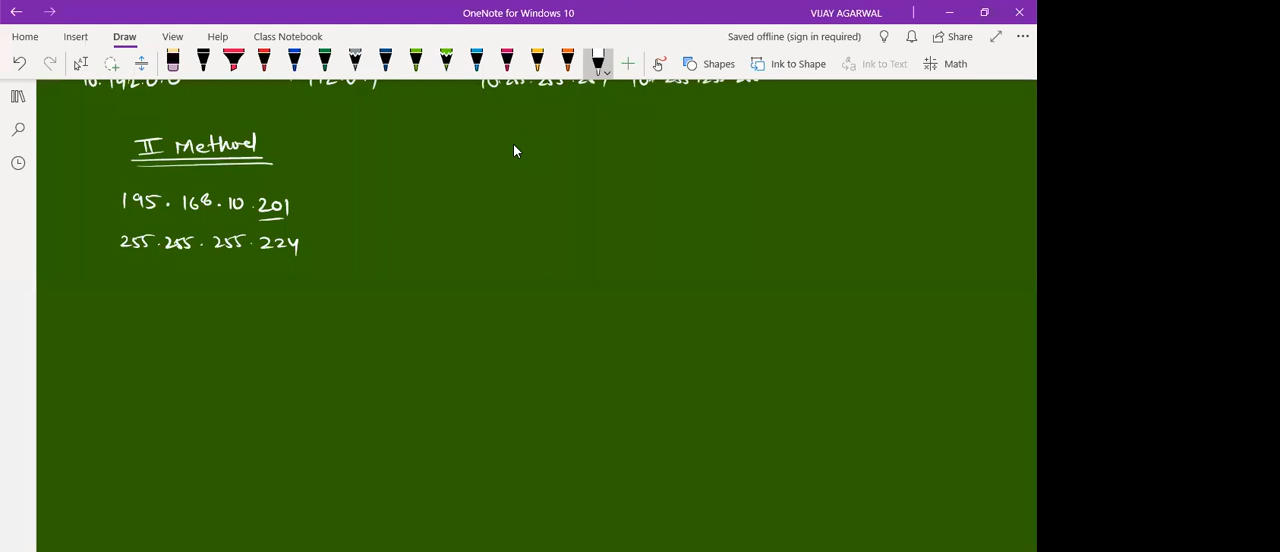 OneNote for Windows 10
VIJAY AGARWAL
Home Insert Draw View Help Class Notebook
Saved offline (sign in required) Share
Shapes Ink to Shape Ink to Text Math
II Method
195.168.10.201
255.255.255.224